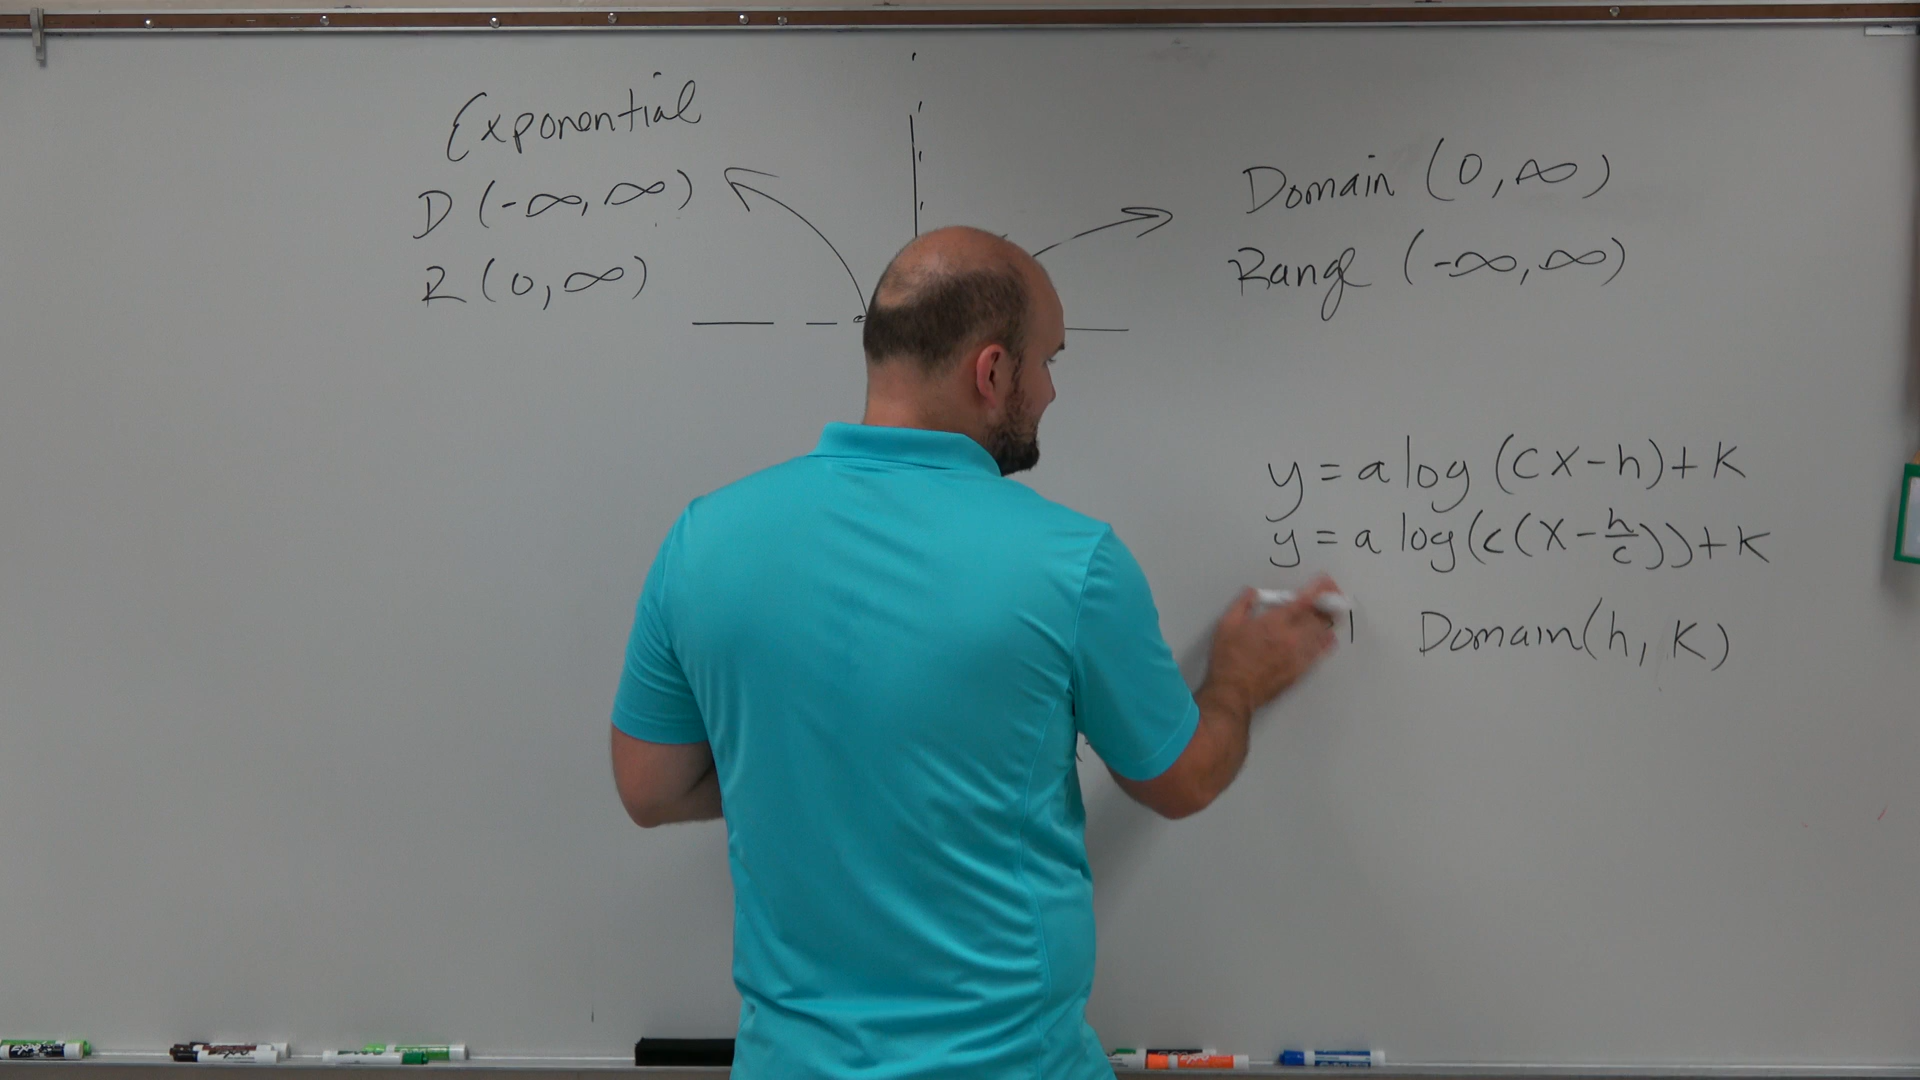 Exponential
D (-∞, ∞)
R (0, ∞)
Domain (0, ∞)
Range (-∞, ∞)
y = a log (cx-h)+k
y = a log(c(x-h/c))+k
Domain(h, k)